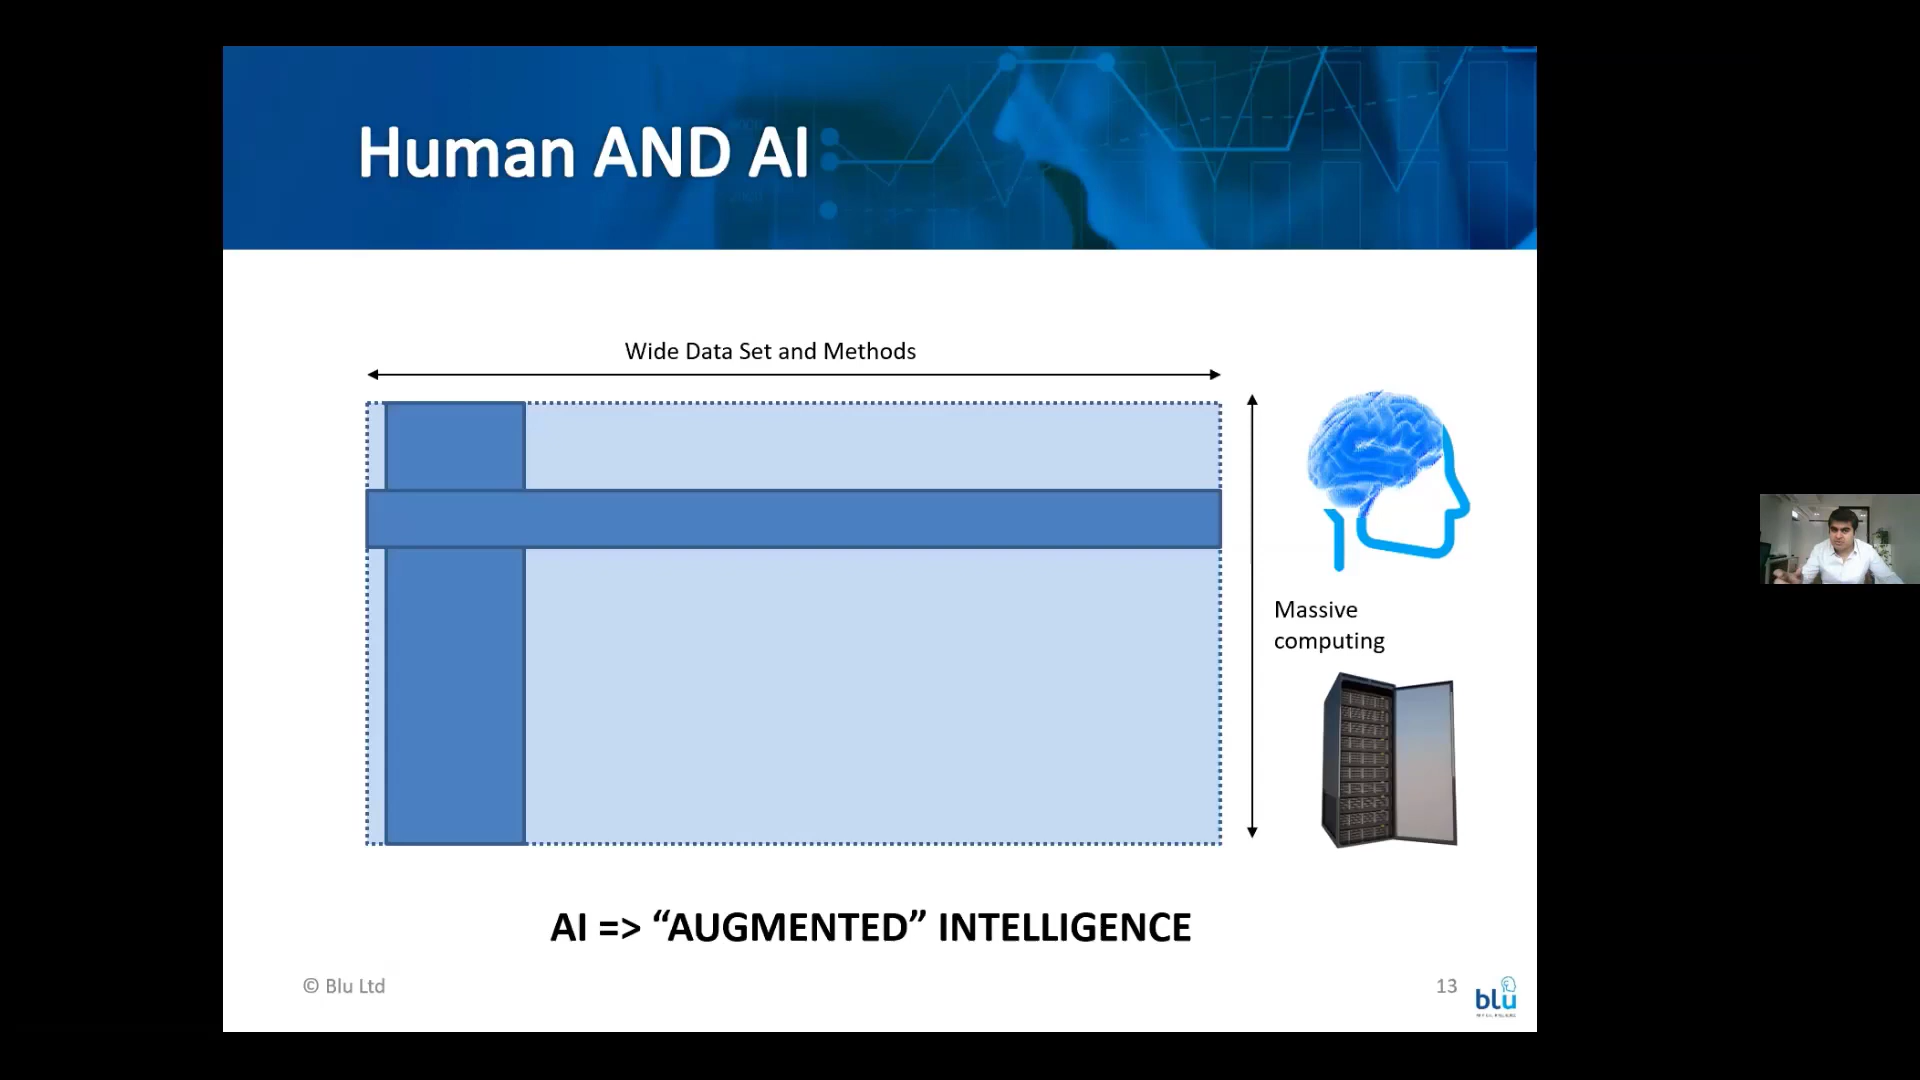 Human AND AI
Wide Data Set and Methods
Massive
computing
AI => “AUGMENTED” INTELLIGENCE
© Blu Ltd
13
blu